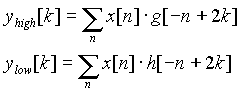 y_high[k] = ∑_n x[n] · g[-n + 2k]
y_low[k] = ∑_n x[n] · h[-n + 2k]